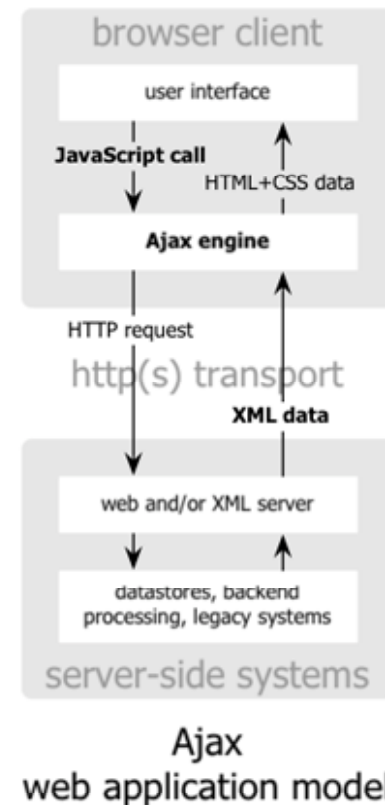 browser client
user interface
JavaScript call
HTML+CSS data
Ajax engine
HTTP request
http(s) transport
XML data
web and/or XML server
datastores, backend
processing, legacy systems
server-side systems
Ajax
web application model